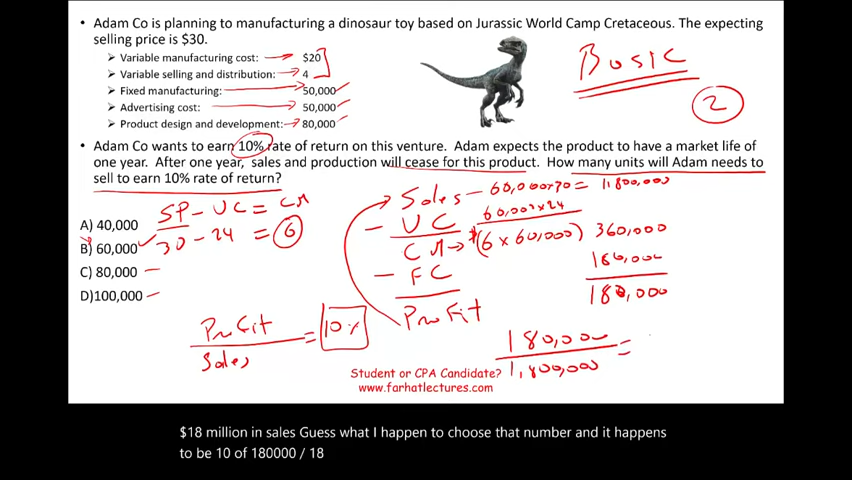 • Adam Co is planning to manufacturing a dinosaur toy based on Jurassic World Camp Cretaceous. The expecting
selling price is $30.
➢ Variable manufacturing cost: $20
➢ Variable selling and distribution: 4
➢ Fixed manufacturing: 50,000
➢ Advertising cost: 50,000
➢ Product design and development: 80,000
Basic
2
• Adam Co wants to earn 10% rate of return on this venture. Adam expects the product to have a market life of
one year. After one year, sales and production will cease for this product. How many units will Adam needs to
sell to earn 10% rate of return?
A) 40,000
B) 60,000
C) 80,000
D)100,000
SP - VC = CM
30 - 24 = 6
Sales - 60,000x30 = 1,800,000
- VC 60,000x24
CM → (6 x 60,000) 360,000
- FC 180,000
Profit 180,000
Profit
Sales
= 10%
180,000
1,800,000
=
Student or CPA Candidate?
www.farhatlectures.com
$18 million in sales Guess what I happen to choose that number and it happens
to be 10 of 180000 / 18